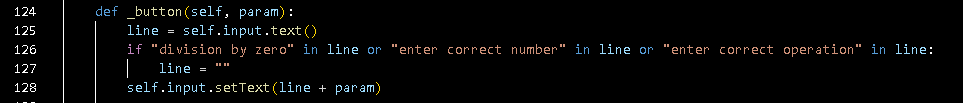 124 def _button(self, param):
125 line = self.input.text()
126 if "division by zero" in line or "enter correct number" in line or "enter correct operation" in line:
127 line = ""
128 self.input.setText(line + param)